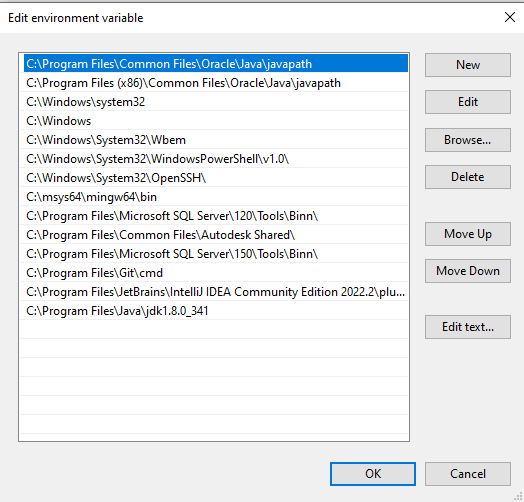 Edit environment variable
C:\Program Files\Common Files\Oracle\Java\javapath
C:\Program Files (x86)\Common Files\Oracle\Java\javapath
C:\Windows\system32
C:\Windows
C:\Windows\System32\Wbem
C:\Windows\System32\WindowsPowerShell\v1.0\
C:\Windows\System32\OpenSSH\
C:\msys64\mingw64\bin
C:\Program Files\Microsoft SQL Server\120\Tools\Binn\
C:\Program Files\Common Files\Autodesk Shared\
C:\Program Files\Microsoft SQL Server\150\Tools\Binn\
C:\Program Files\Git\cmd
C:\Program Files\JetBrains\IntelliJ IDEA Community Edition 2022.2\plu...
C:\Program Files\Java\jdk1.8.0_341
New
Edit
Browse...
Delete
Move Up
Move Down
Edit text...
OK
Cancel